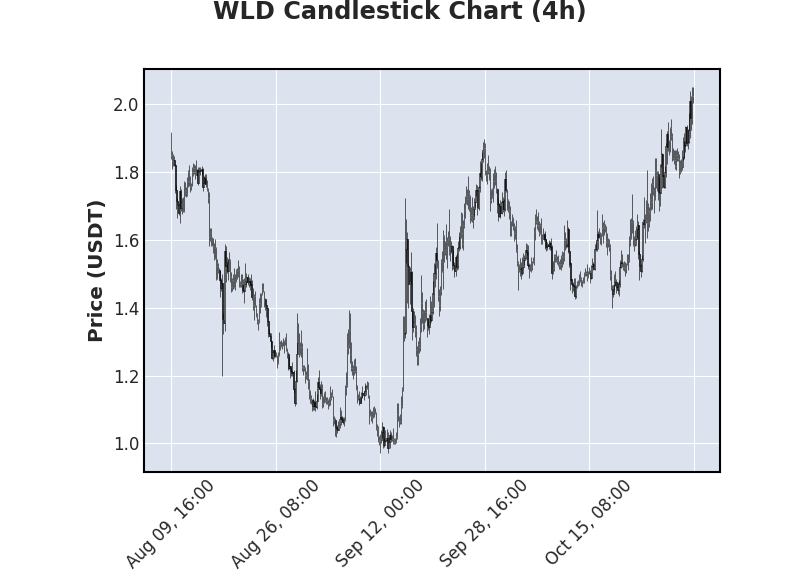 WLD Candlestick Chart (4h)
Price (USDT)
2.0
1.8
1.6
1.4
1.2
1.0
Aug 09, 16:00
Aug 26, 08:00
Sep 12, 00:00
Sep 28, 16:00
Oct 15, 08:00